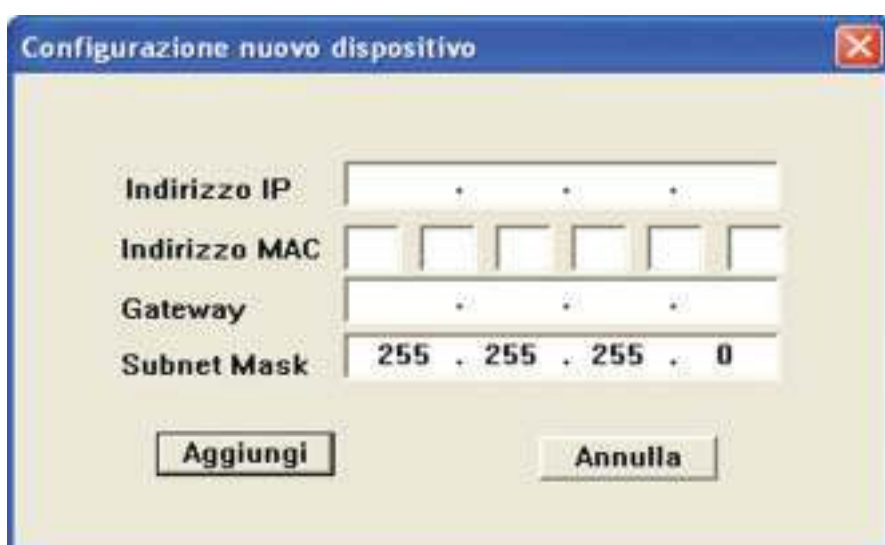 Configurazione nuovo dispositivo
Indirizzo IP . . .
Indirizzo MAC
Gateway . . .
Subnet Mask 255 . 255 . 255 . 0
Aggiungi Annulla